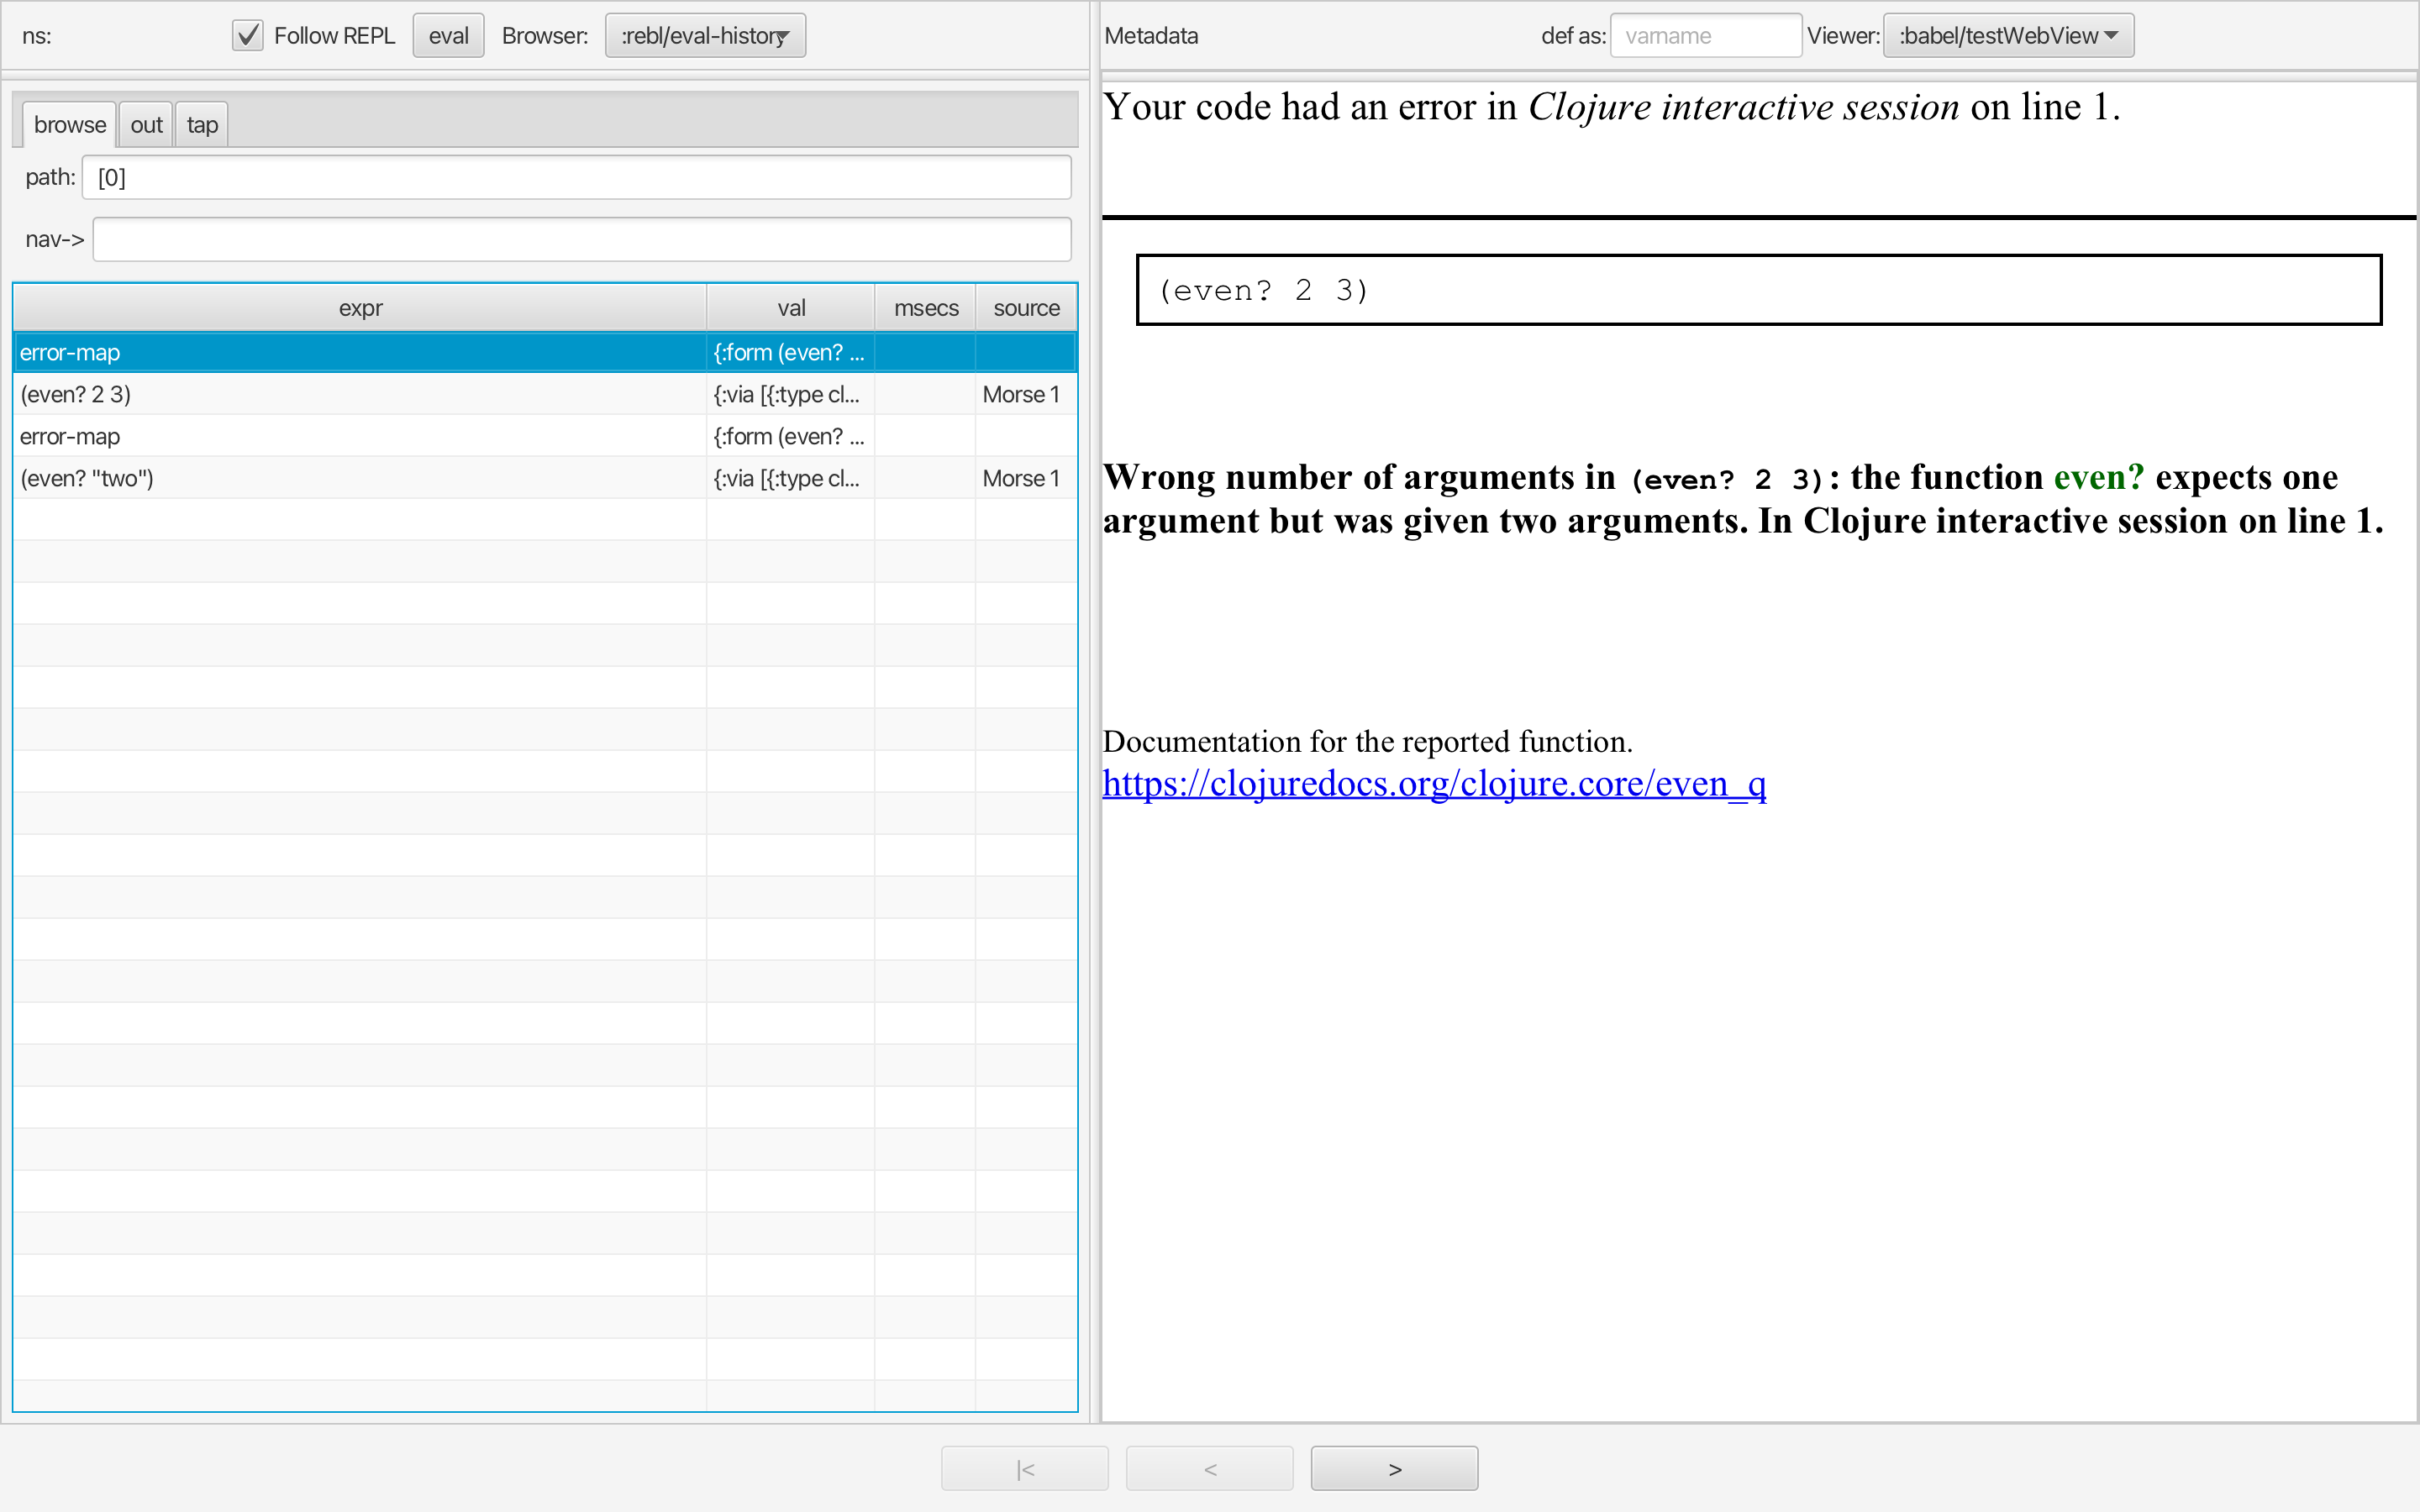 ns: Follow REPL eval Browser: :rebl/eval-history
Metadata def as: varname Viewer: :babel/testWebView
browse out tap
path: [0]
nav->
expr val msecs source
error-map {:form (even? ...
(even? 2 3) {:via [{:type cl... Morse 1
error-map {:form (even? ...
(even? "two") {:via [{:type cl... Morse 1
Your code had an error in Clojure interactive session on line 1.
(even? 2 3)
Wrong number of arguments in (even? 2 3): the function even? expects one
argument but was given two arguments. In Clojure interactive session on line 1.
Documentation for the reported function.
https://clojuredocs.org/clojure.core/even_q
|< < >